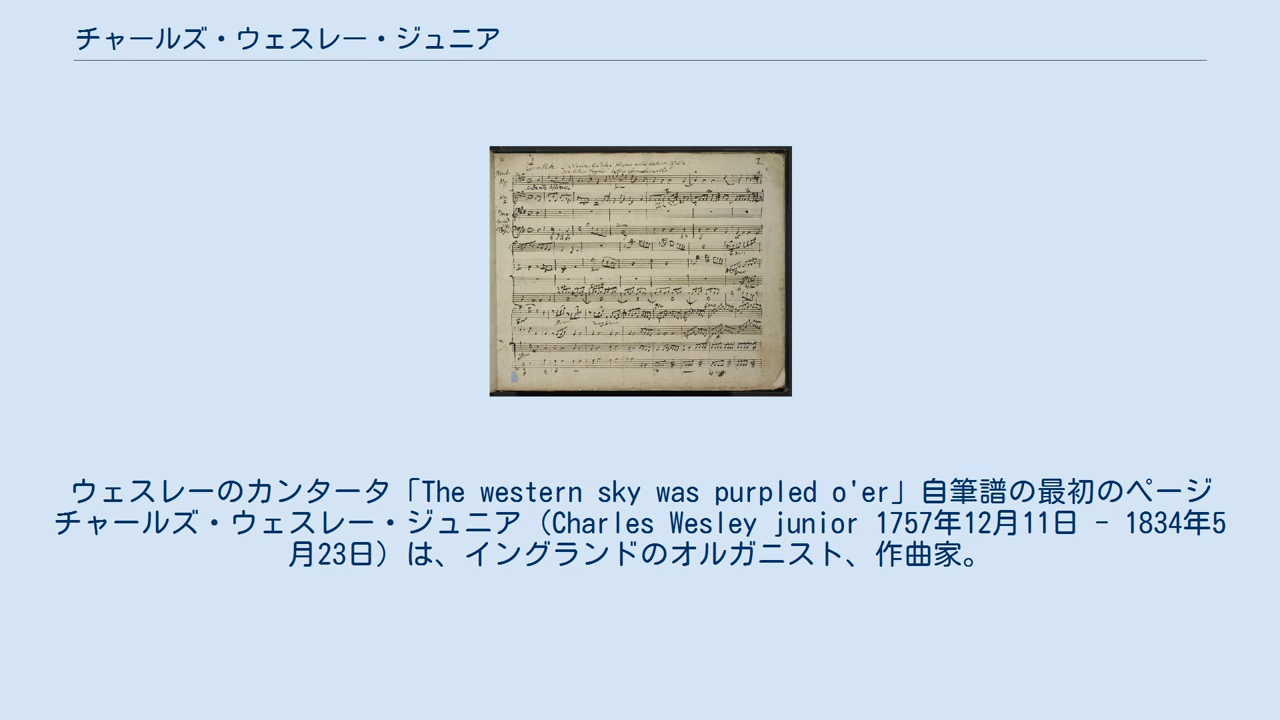 チャールズ・ウェスレー・ジュニア
ウェスレーのカンタータ「The western sky was purpled o'er」自筆譜の最初のページ
チャールズ・ウェスレー・ジュニア（Charles Wesley junior 1757年12月11日 - 1834年5
月23日）は、イングランドのオルガニスト、作曲家。